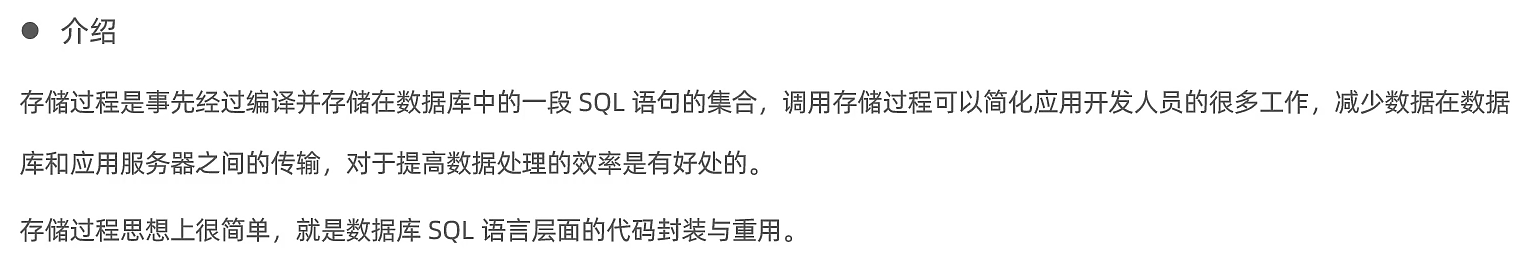 ● 介绍
存储过程是事先经过编译并存储在数据库中的一段 SQL 语句的集合，调用存储过程可以简化应用开发人员的很多工作，减少数据在数据
库和应用服务器之间的传输，对于提高数据处理的效率是有好处的。
存储过程思想上很简单，就是数据库 SQL 语言层面的代码封装与重用。